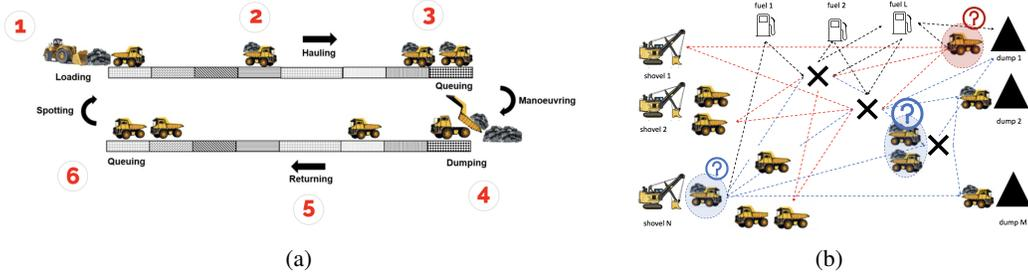 1
2
3
Hauling
Loading
Queuing
Spotting
Manoeuvring
Queuing
Dumping
6
Returning
5
4
(a)
fuel 1
fuel 2
fuel L
?
shovel 1
dump 1
shovel 2
?
dump 2
?
shovel N
dump M
(b)